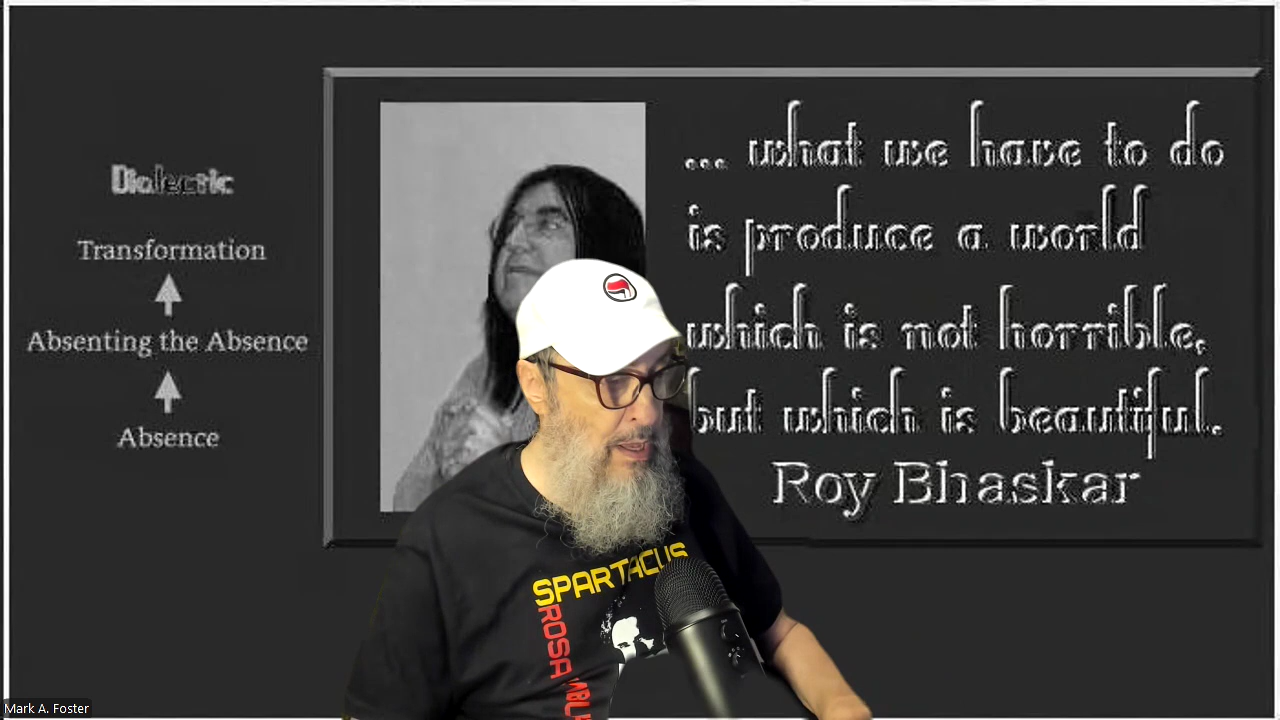 Dialectic
Transformation
Absenting the Absence
Absence
... what we have to do
is produce a world
which is not horrible,
but which is beautiful.
Roy Bhaskar
SPARTACUS
ROSA
Mark A. Foster